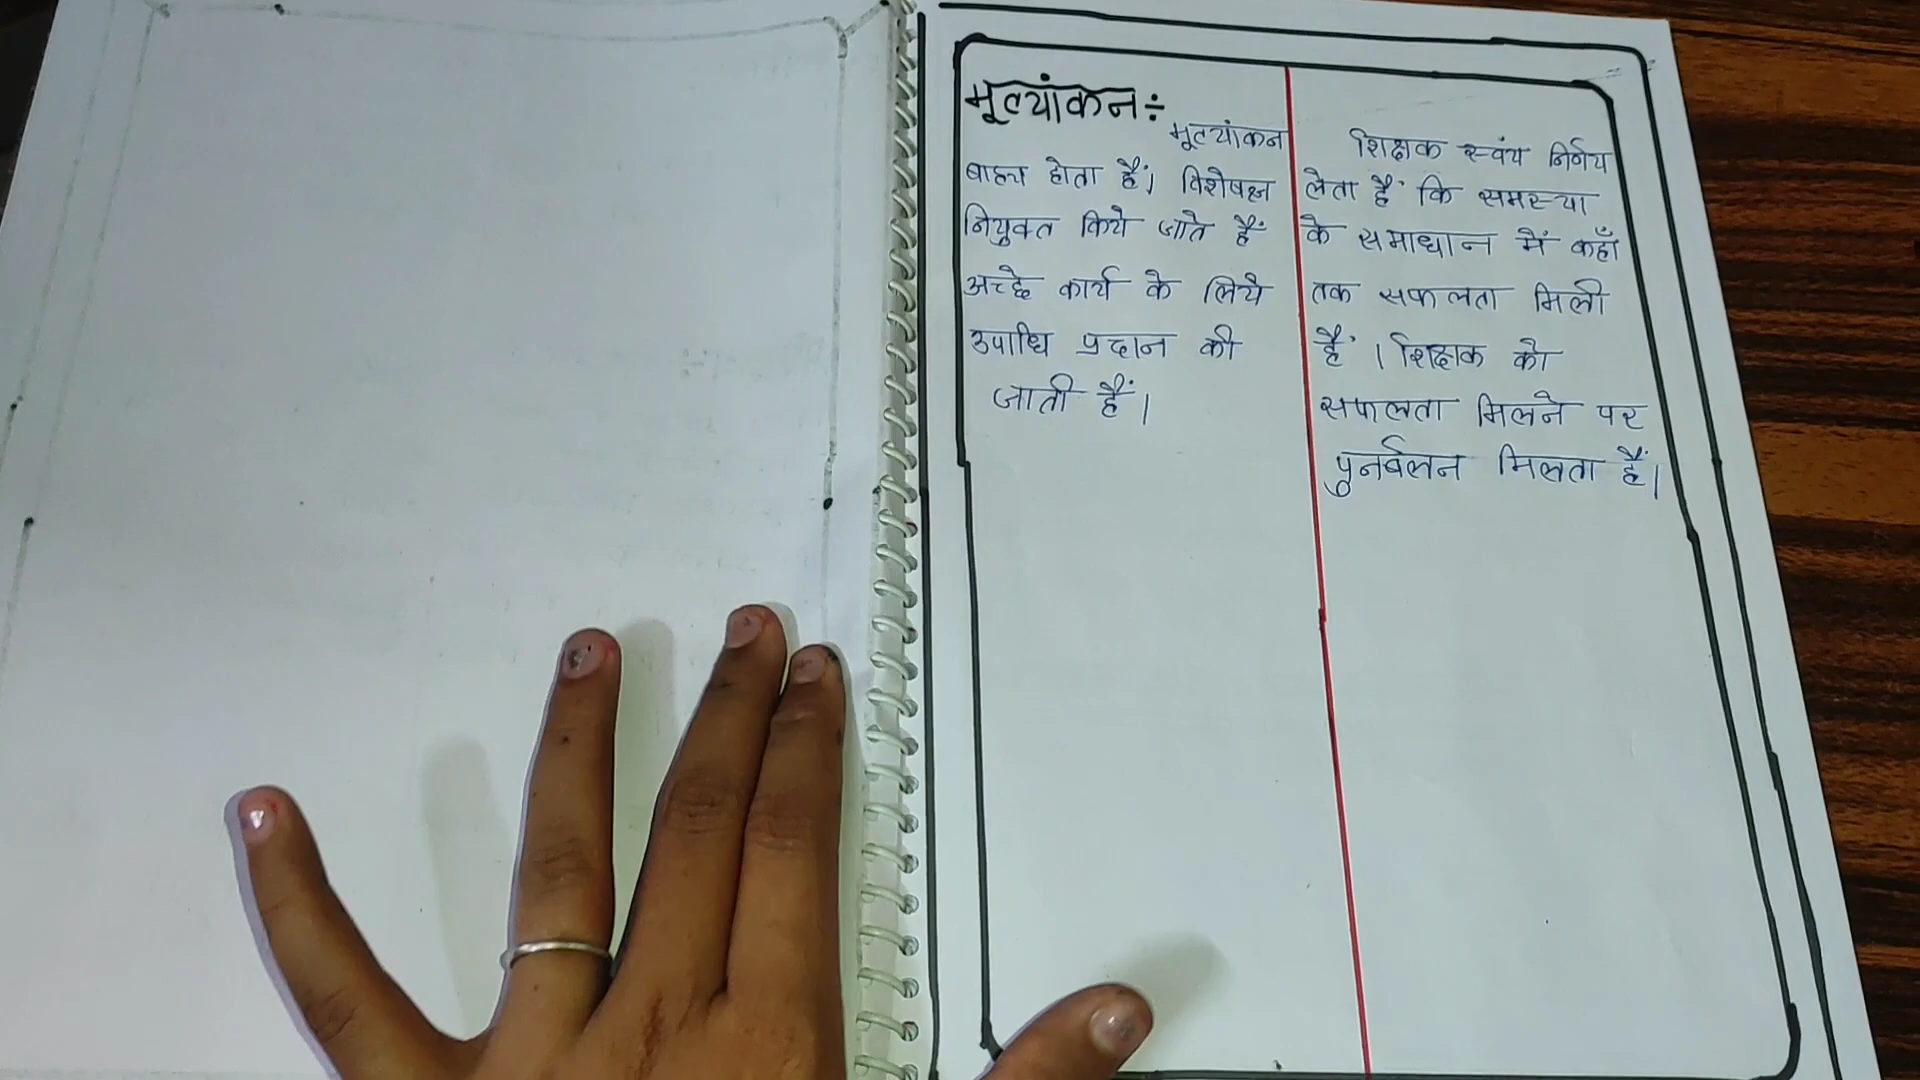 मूल्यांकन ÷
मूल्यांकन
बाह्य होता हैं। विशेषज्ञ
नियुक्त किये जाते हैं
अच्छे कार्य के लिये
उपाधि प्रदान की
जाती हैं।
शिक्षक स्वंय निर्णय
लेता हैं कि समस्या
के समाधान में कहाँ
तक सफलता मिली
हैं । शिक्षक को
सफलता मिलने पर
पुनर्बलन मिलता हैं।